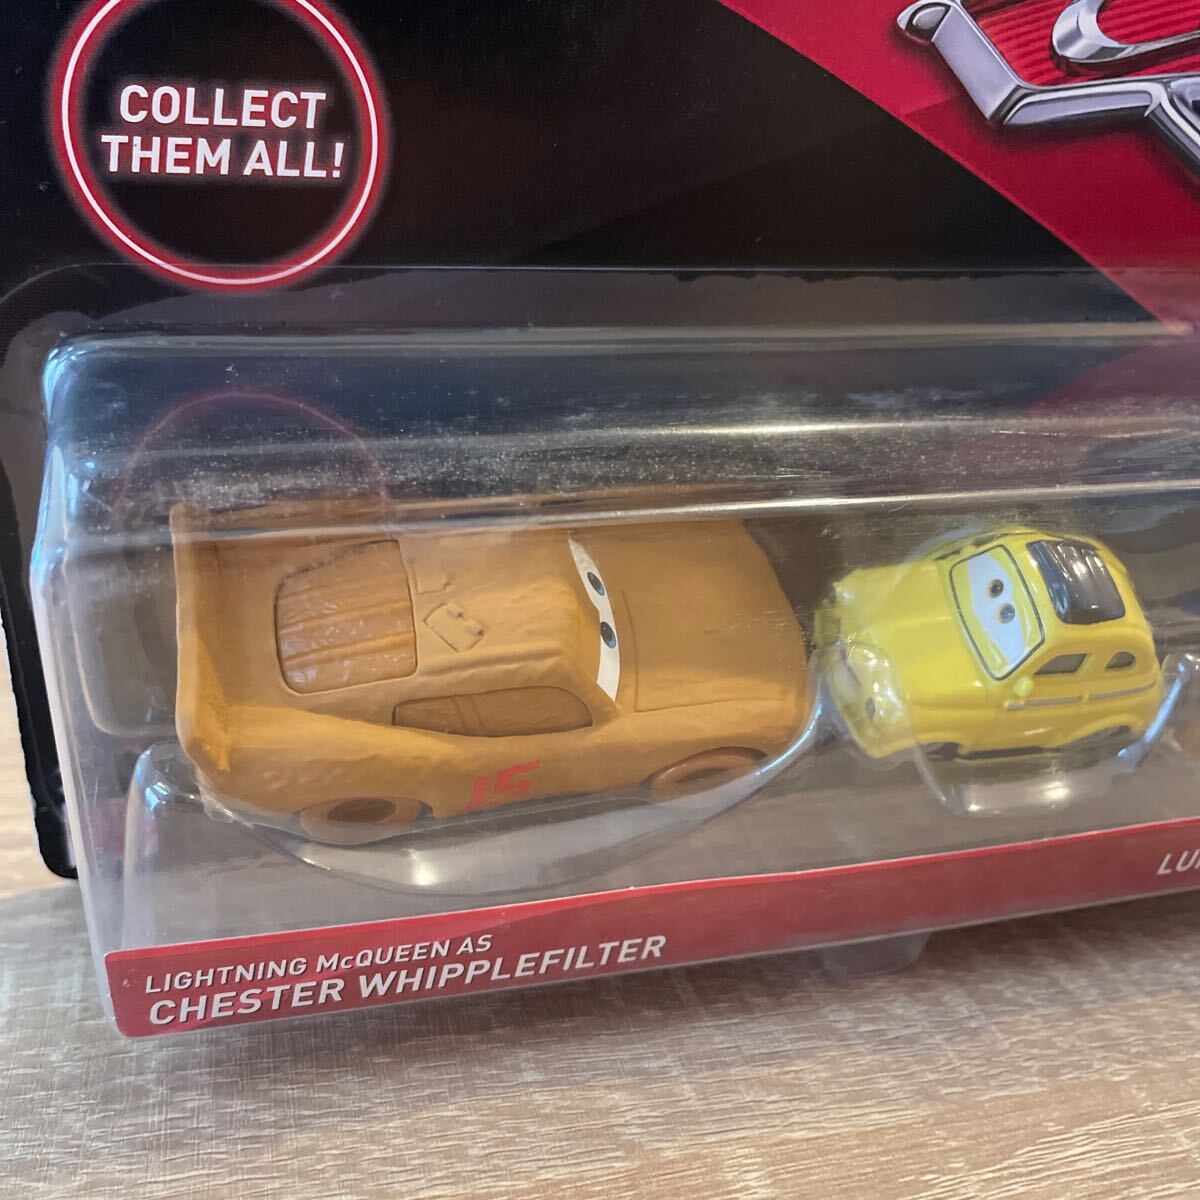 COLLECT
THEM ALL!
15
LIGHTNING McQUEEN AS
CHESTER WHIPPLEFILTER